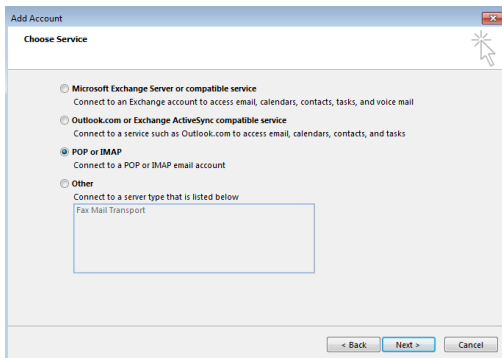 Add Account
Choose Service
Microsoft Exchange Server or compatible service
Connect to an Exchange account to access email, calendars, contacts, tasks, and voice mail
Outlook.com or Exchange ActiveSync compatible service
Connect to a service such as Outlook.com to access email, calendars, contacts, and tasks
POP or IMAP
Connect to a POP or IMAP email account
Other
Connect to a server type that is listed below
Fax Mail Transport
< Back Next > Cancel